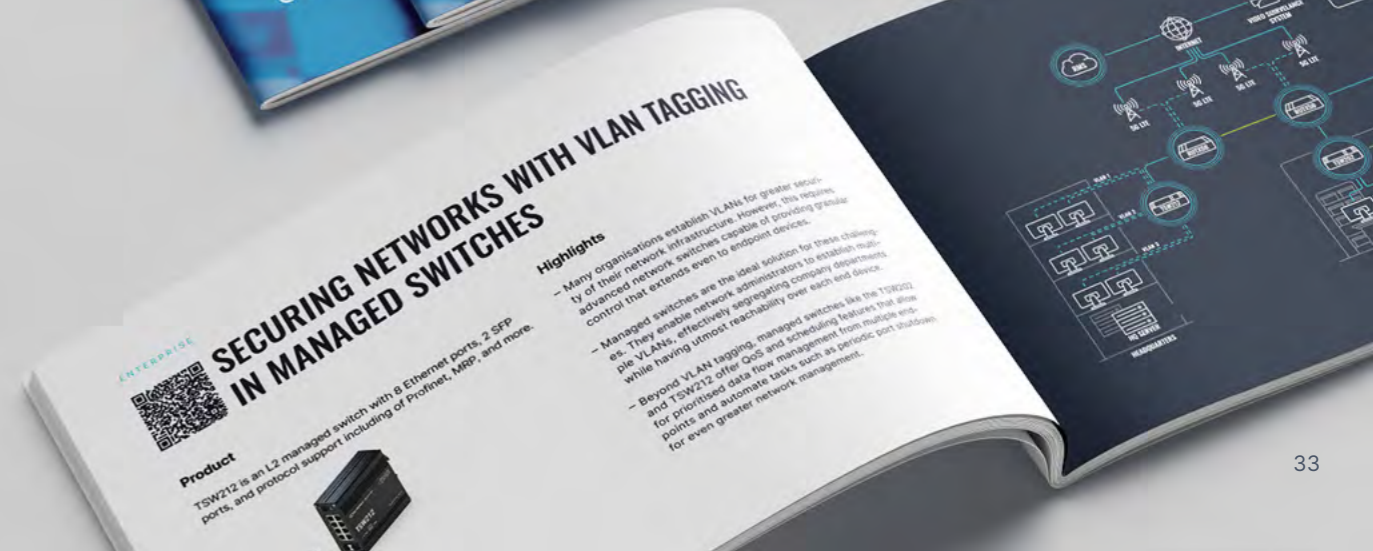 ENTERPRISE
SECURING NETWORKS WITH VLAN TAGGING
IN MANAGED SWITCHES
Product
TSW212 is an L2 managed switch with 8 Ethernet ports, 2 SFP
ports, and protocol support including of Profinet, MRP, and more.
TSW212
Highlights
– Many organisations establish VLANs for greater securi-
ty of their network infrastructure. However, this requires
advanced network switches capable of providing granular
control that extends even to endpoint devices.
– Managed switches are the ideal solution for these challeng-
es. They enable network administrators to establish multi-
ple VLANs, effectively segregating company departments
while having utmost reachability over each end device.
– Beyond VLAN tagging, managed switches like the TSW202
and TSW212 offer QoS and scheduling features that allow
for prioritised data flow management from multiple end-
points and automate tasks such as periodic port shutdown
for even greater network management.
VIDEO SURVEILLANCE
SYSTEM
INTERNET
RMS
5G LTE
5G LTE
5G LTE
5G LTE
RUTX50
RUTX50
TSW202
TSW212
VLAN 1
VLAN 2
VLAN 3
HQ SERVER
HEADQUARTERS
33